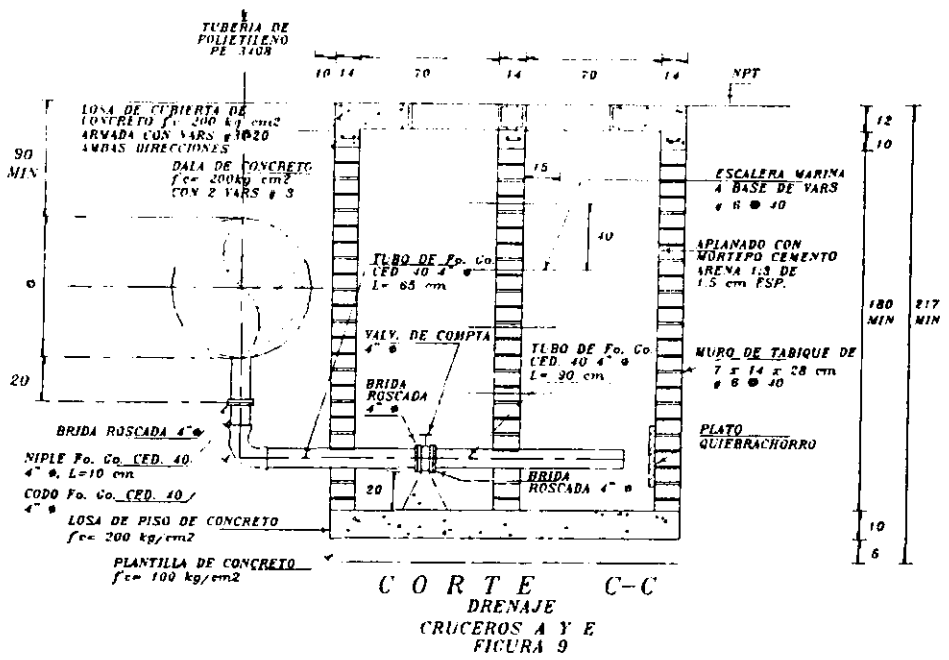 TUBERIA DE
POLIETILENO
PE 3408
10 14 70 14 70 14
NPT
LOSA DE CUBIERTA DE
CONCRETO f'c= 200 kg cm2
ARMADA CON VARS #3@20
AMBAS DIRECCIONES
DALA DE CONCRETO
f'c= 200kg cm2
CON 2 VARS # 3
90
MIN
ø
20
12
10
15
40
ESCALERA MARINA
A BASE DE VARS
# 6 @ 40
APLANADO CON
MORTERO CEMENTO
ARENA 1:3 DE
1.5 cm ESP.
TUBO DE Fo. Go.
CED. 40 4" ø
L= 65 cm
180
MIN
217
MIN
VALV. DE COMPTA
4" ø
TUBO DE Fo. Go.
CED. 40 4" ø
L= 90 cm
MURO DE TABIQUE DE
7 x 14 x 28 cm
# 6 @ 40
BRIDA
ROSCADA
4" ø
PLATO
QUIEBRACHORRO
BRIDA ROSCADA 4" ø
NIPLE Fo. Go. CED. 40
4" ø, L=10 cm
CODO Fo. Go. CED. 40
4" ø
20
BRIDA
ROSCADA 4" ø
LOSA DE PISO DE CONCRETO
f'c= 200 kg/cm2
10
6
PLANTILLA DE CONCRETO
f'c= 100 kg/cm2
CORTE C-C
DRENAJE
CRUCEROS A Y E
FIGURA 9